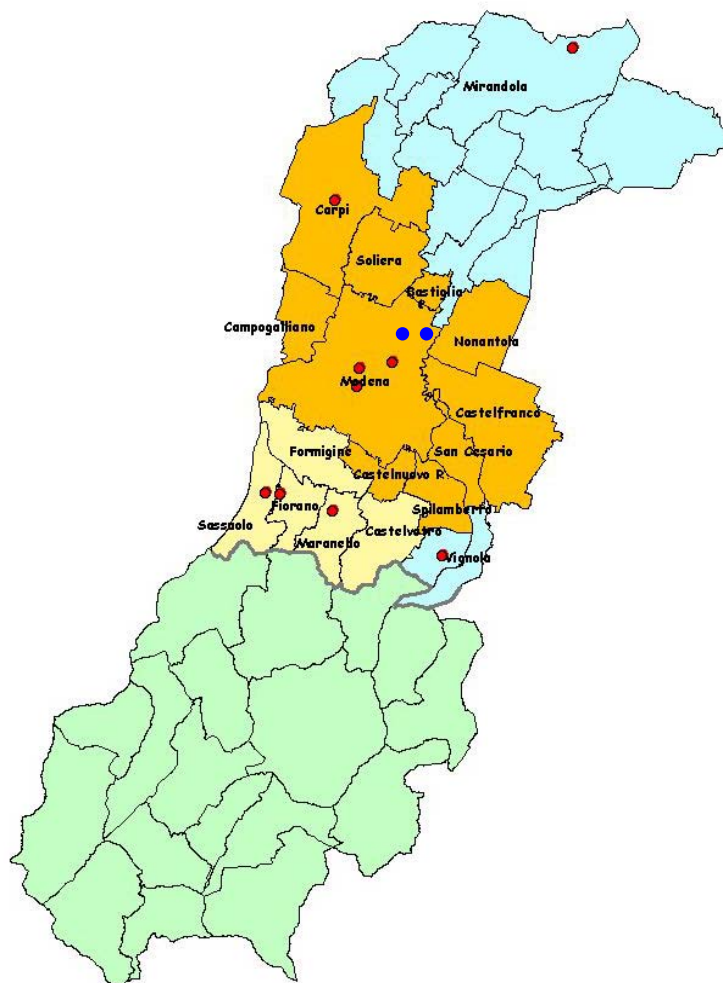 Mirandola
Carpi
Soliera
Bastiglia
Campogalliano
Nonantola
Modena
Castelfranco
Formigine
San Cesario
Castelnuovo R
Fiorano
Spilamberto
Sassuolo
Castelvetro
Maranello
Vignola